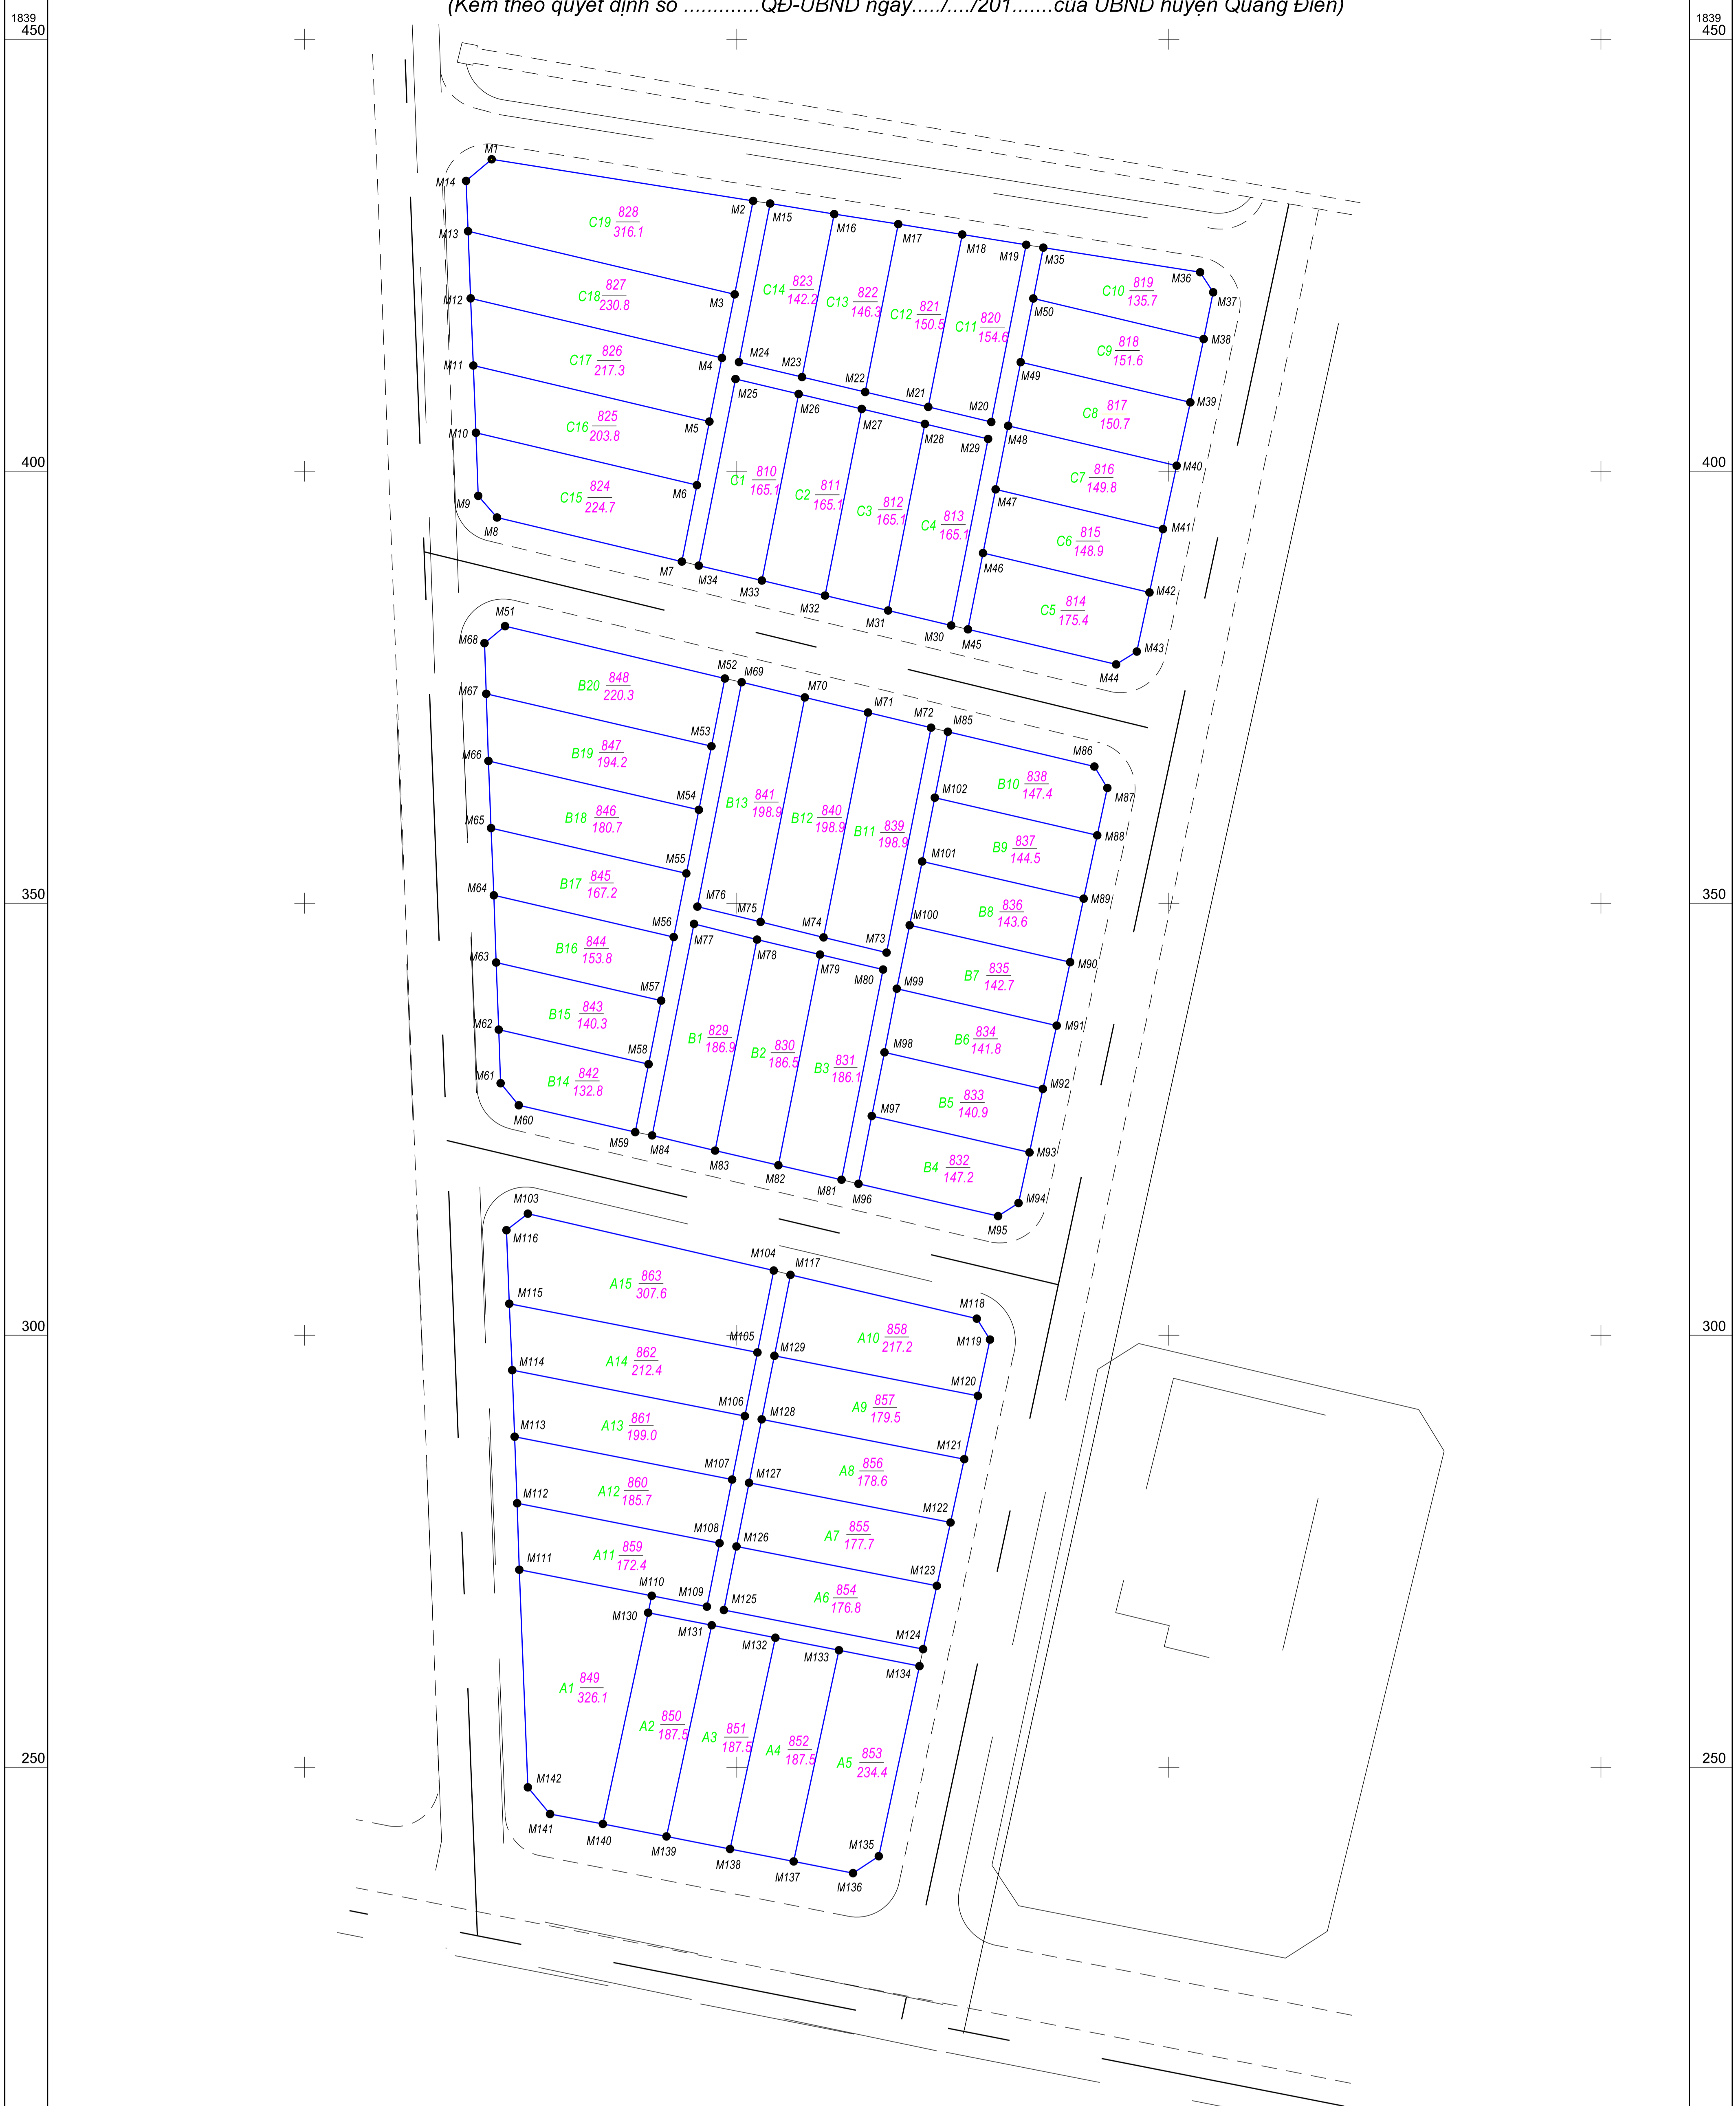 (Kèm theo quyết định số .............QĐ-UBND ngày...../..../201.......của UBND huyện Quảng Điền)
1839
450
1839
450
M1
M14
M2
M15
M16
M17
M18
M19
M35
M36
M37
C19 828
316.1
M13
C18 827
230.8
M3
C14 823
142.2
C13 822
146.3
C12 821
150.5
C11 820
154.6
C10 819
135.7
M12
M50
M38
C17 826
217.3
M4
M24
M23
M22
M21
M20
C9 818
151.6
M11
M49
M39
M25
M26
M27
M28
M29
C8 817
150.7
C16 825
203.8
M5
M10
M48
M40
400
400
C15 824
224.7
M6
C1 810
165.1
C2 811
165.1
C3 812
165.1
C4 813
165.1
C7 816
149.8
M9
M8
M47
M41
C6 815
148.9
M7
M34
M33
M32
M31
M30
M45
M46
M42
C5 814
175.4
M43
M44
M51
M68
M52
M69
M70
M71
M72
M85
M86
M87
B20 848
220.3
M67
M53
B19 847
194.2
M66
B13 841
198.9
B12 840
198.9
B11 839
198.9
B10 838
147.4
M102
M88
M54
B18 846
180.7
M65
B9 837
144.5
M101
M89
M55
B17 845
167.2
M64
M76
M75
M74
M73
B8 836
143.6
350
350
M56
M77
M78
M79
M80
M100
M90
B16 844
153.8
M63
B7 835
142.7
M99
M91
M57
B15 843
140.3
M62
B1 829
186.9
B2 830
186.5
B3 831
186.1
B6 834
141.8
M98
M92
M58
B14 842
132.8
M61
M60
B5 833
140.9
M97
M93
M59
M84
M83
M82
M81
M96
B4 832
147.2
M94
M95
M103
M116
M104
M117
M118
M119
A15 863
307.6
M115
A10 858
217.2
300
300
M105
M129
M120
A14 862
212.4
M114
A9 857
179.5
M106
M128
M121
A13 861
199.0
M113
A8 856
178.6
M107
M127
M122
A12 860
185.7
M112
A7 855
177.7
M108
M126
M123
A11 859
172.4
M111
M110
M109
M125
A6 854
176.8
M130
M131
M132
M133
M124
M134
A1 849
326.1
A2 850
187.5
A3 851
187.5
A4 852
187.5
A5 853
234.4
250
250
M142
M141
M140
M139
M138
M137
M136
M135